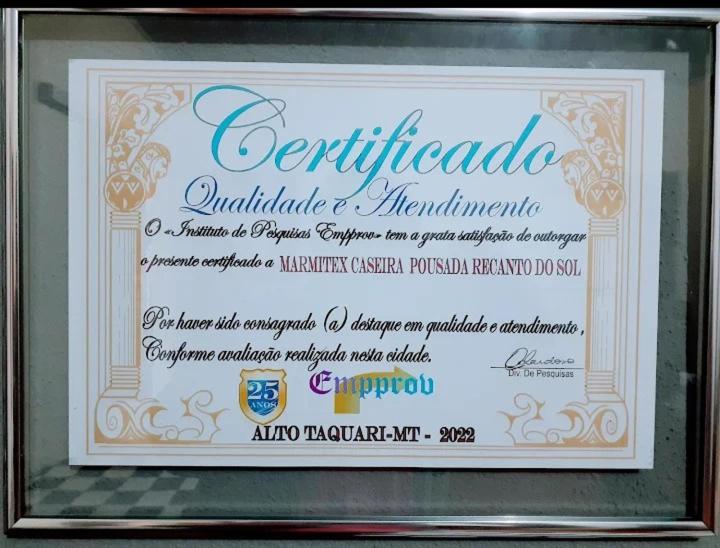 Certificado
Qualidade e Atendimento
O «Instituto de Pesquisas Empprov» tem a grata satisfação de outorgar
o presente certificado a MARMITEX CASEIRA POUSADA RECANTO DO SOL
Por haver sido consagrado (a) destaque em qualidade e atendimento,
Conforme avaliação realizada nesta cidade.
Div. De Pesquisas
25 ANOS
Empprov
ALTO TAQUARI-MT - 2022